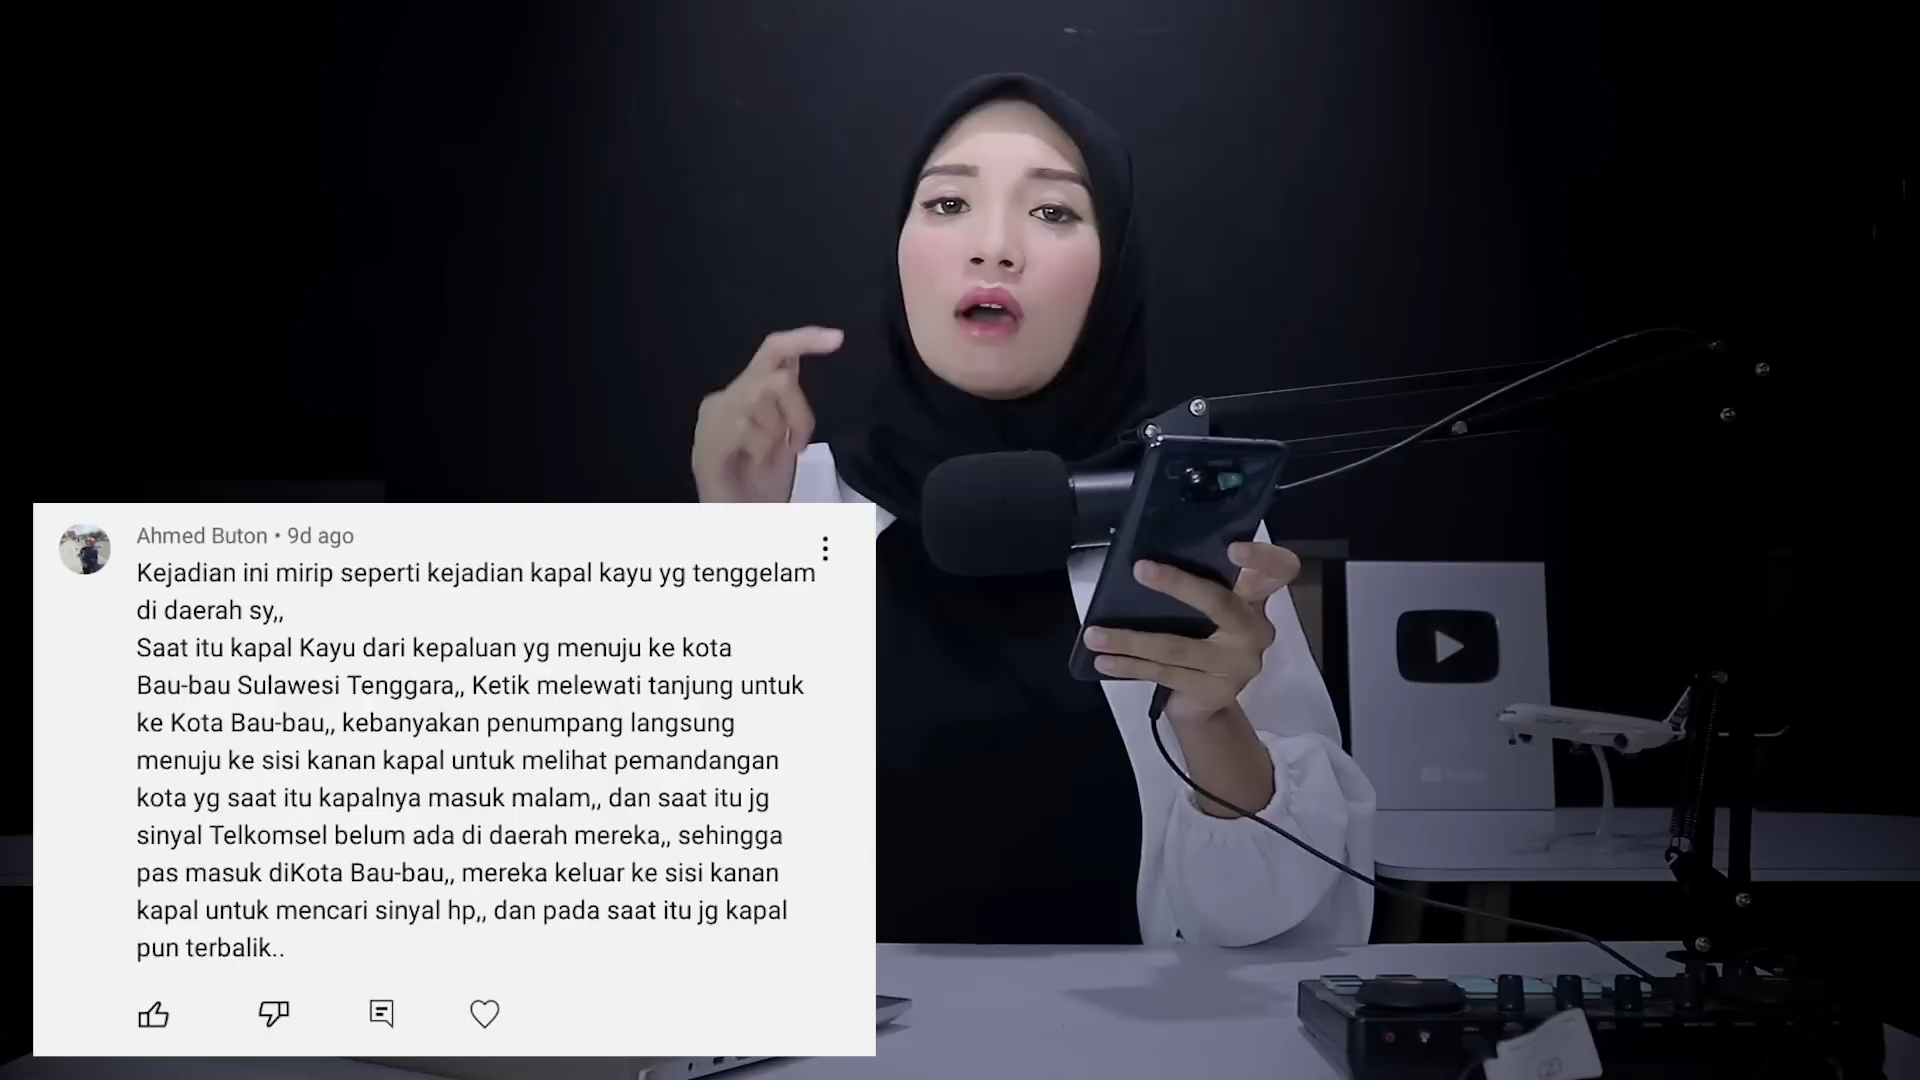 Ahmed Buton • 9d ago
Kejadian ini mirip seperti kejadian kapal kayu yg tenggelam
di daerah sy,,
Saat itu kapal Kayu dari kepaluan yg menuju ke kota
Bau-bau Sulawesi Tenggara,, Ketik melewati tanjung untuk
ke Kota Bau-bau,, kebanyakan penumpang langsung
menuju ke sisi kanan kapal untuk melihat pemandangan
kota yg saat itu kapalnya masuk malam,, dan saat itu jg
sinyal Telkomsel belum ada di daerah mereka,, sehingga
pas masuk diKota Bau-bau,, mereka keluar ke sisi kanan
kapal untuk mencari sinyal hp,, dan pada saat itu jg kapal
pun terbalik..